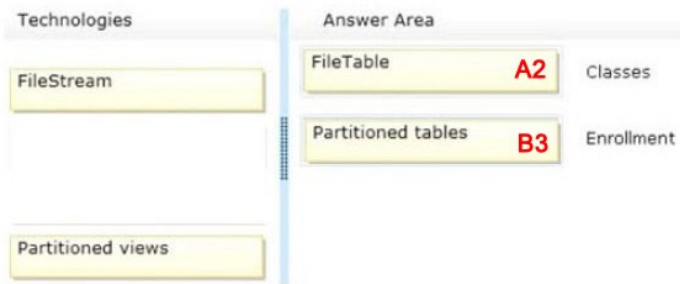 Technologies
Answer Area
FileStream
FileTable A2 Classes
Partitioned tables B3 Enrollment
Partitioned views